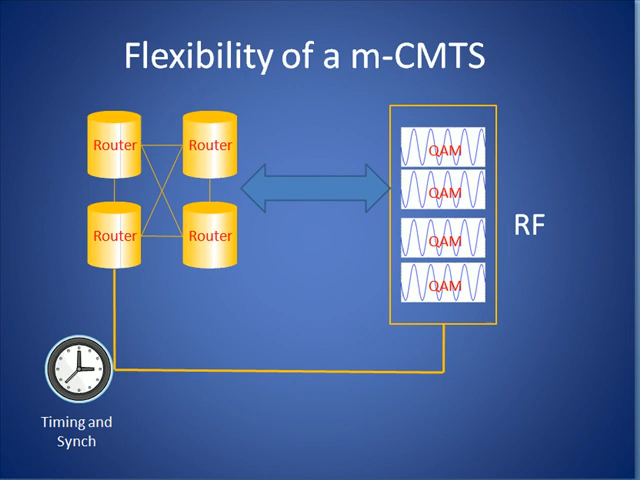 Flexibility of a m-CMTS
Router
Router
Router
Router
QAM
QAM
QAM
QAM
RF
Timing and
Synch